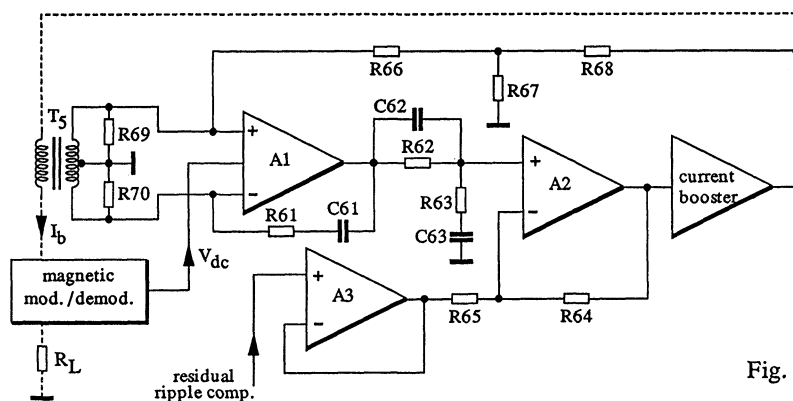 R66
R68
R67
T5
R69
R70
+
A1
-
C62
R62
+
A2
-
current
booster
R63
C63
R61
C61
Ib
Vdc
magnetic
mod./demod.
+
A3
-
R65
R64
RL
residual
ripple comp.
Fig.